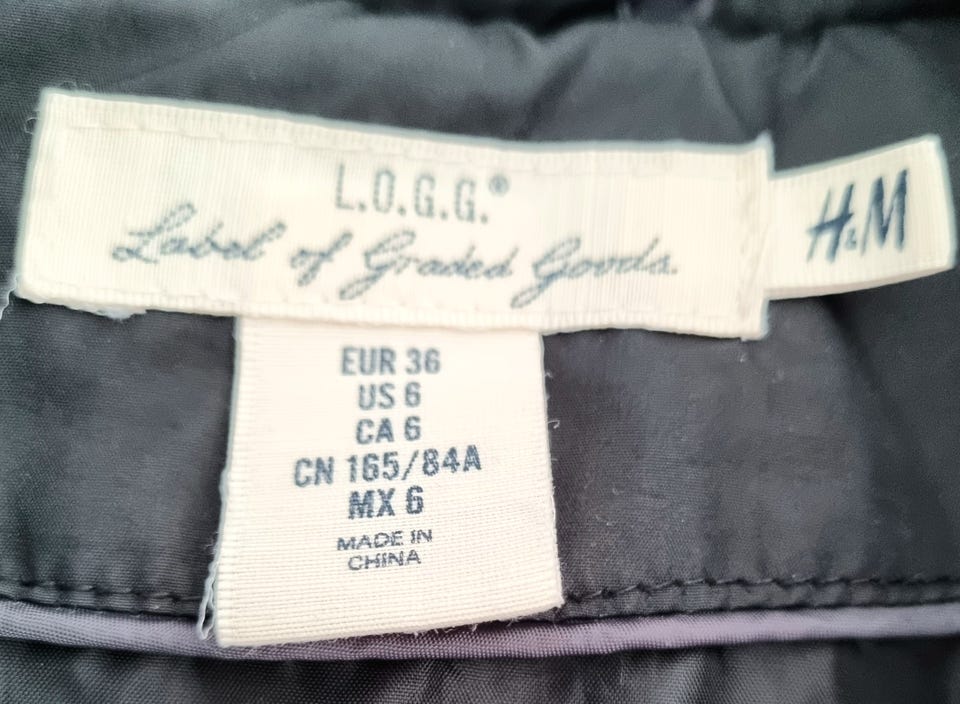 L.O.G.G.®
Label of Graded Goods.
H&M
EUR 36
US 6
CA 6
CN 165/84A
MX 6
MADE IN
CHINA